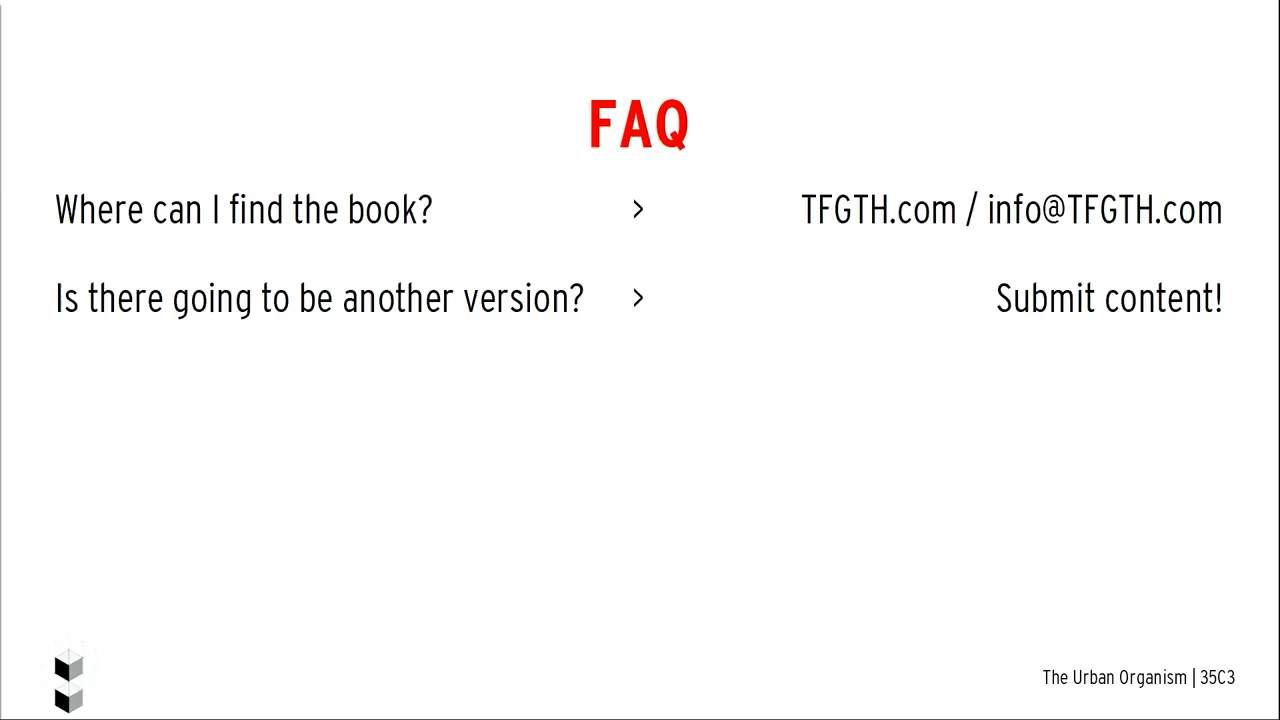 FAQ
Where can I find the book? > TFGTH.com / info@TFGTH.com
Is there going to be another version? > Submit content!
The Urban Organism | 35C3